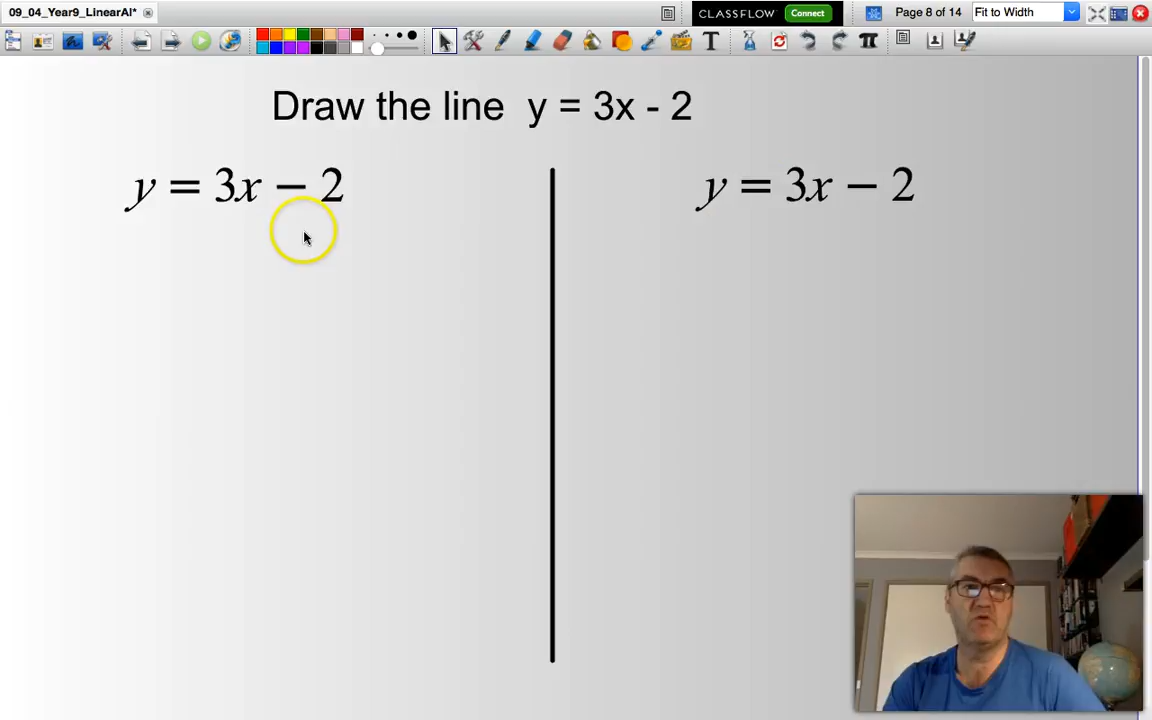 09_04_Year9_LinearAl*
CLASSFLOW Connect
Page 8 of 14
Fit to Width
Draw the line y = 3x - 2
y = 3x − 2
y = 3x − 2